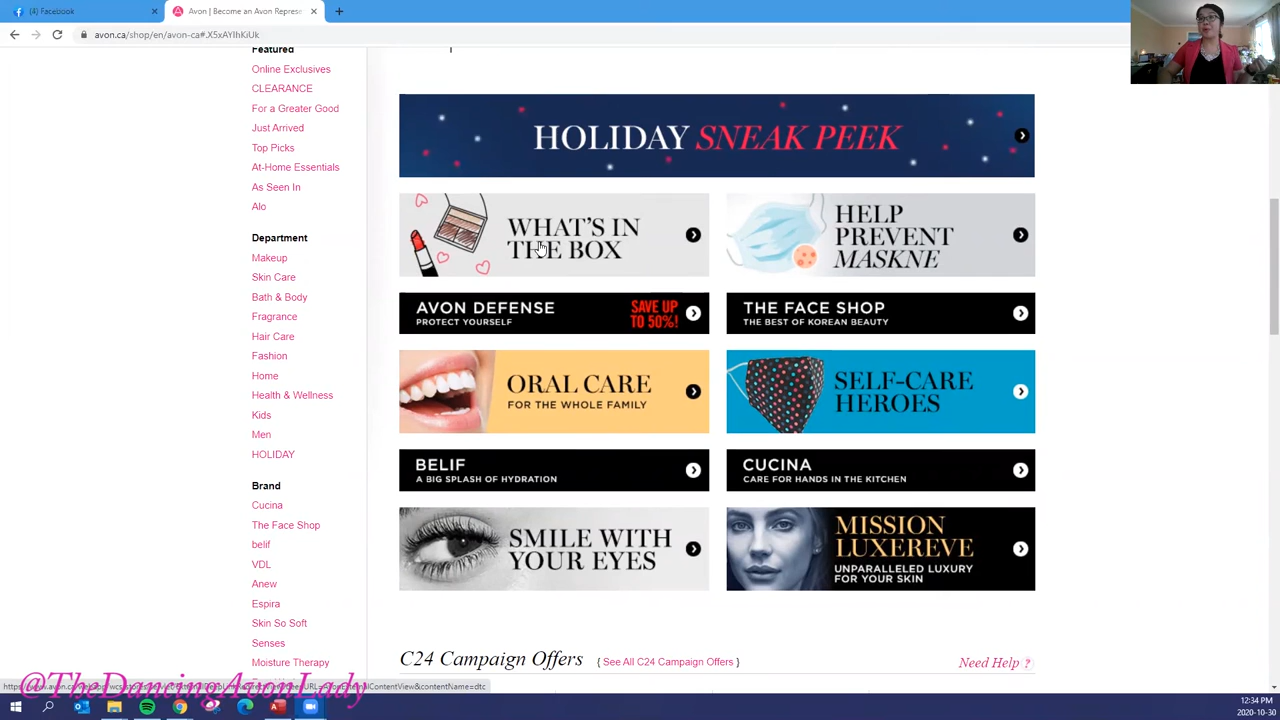 (4) Facebook
Avon | Become an Avon Represe
avon.ca/shop/en/avon-ca#.X5xAYlhKiUk
Featured
Online Exclusives
CLEARANCE
For a Greater Good
Just Arrived
Top Picks
At-Home Essentials
As Seen In
Alo
Department
Makeup
Skin Care
Bath & Body
Fragrance
Hair Care
Fashion
Home
Health & Wellness
Kids
Men
HOLIDAY
Brand
Cucina
The Face Shop
belif
VDL
Anew
Espira
Skin So Soft
Senses
Moisture Therapy
HOLIDAY SNEAK PEEK
WHAT'S IN
THE BOX
HELP
PREVENT
MASKNE
AVON DEFENSE
PROTECT YOURSELF
SAVE UP
TO 50%!
THE FACE SHOP
THE BEST OF KOREAN BEAUTY
ORAL CARE
FOR THE WHOLE FAMILY
SELF-CARE
HEROES
BELIF
A BIG SPLASH OF HYDRATION
CUCINA
CARE FOR HANDS IN THE KITCHEN
SMILE WITH
YOUR EYES
MISSION
LUXEREVE
UNPARALLELED LUXURY
FOR YOUR SKIN
C24 Campaign Offers { See All C24 Campaign Offers }
Need Help ?
@TheDancingAvonLady
12:34 PM
2020-10-30